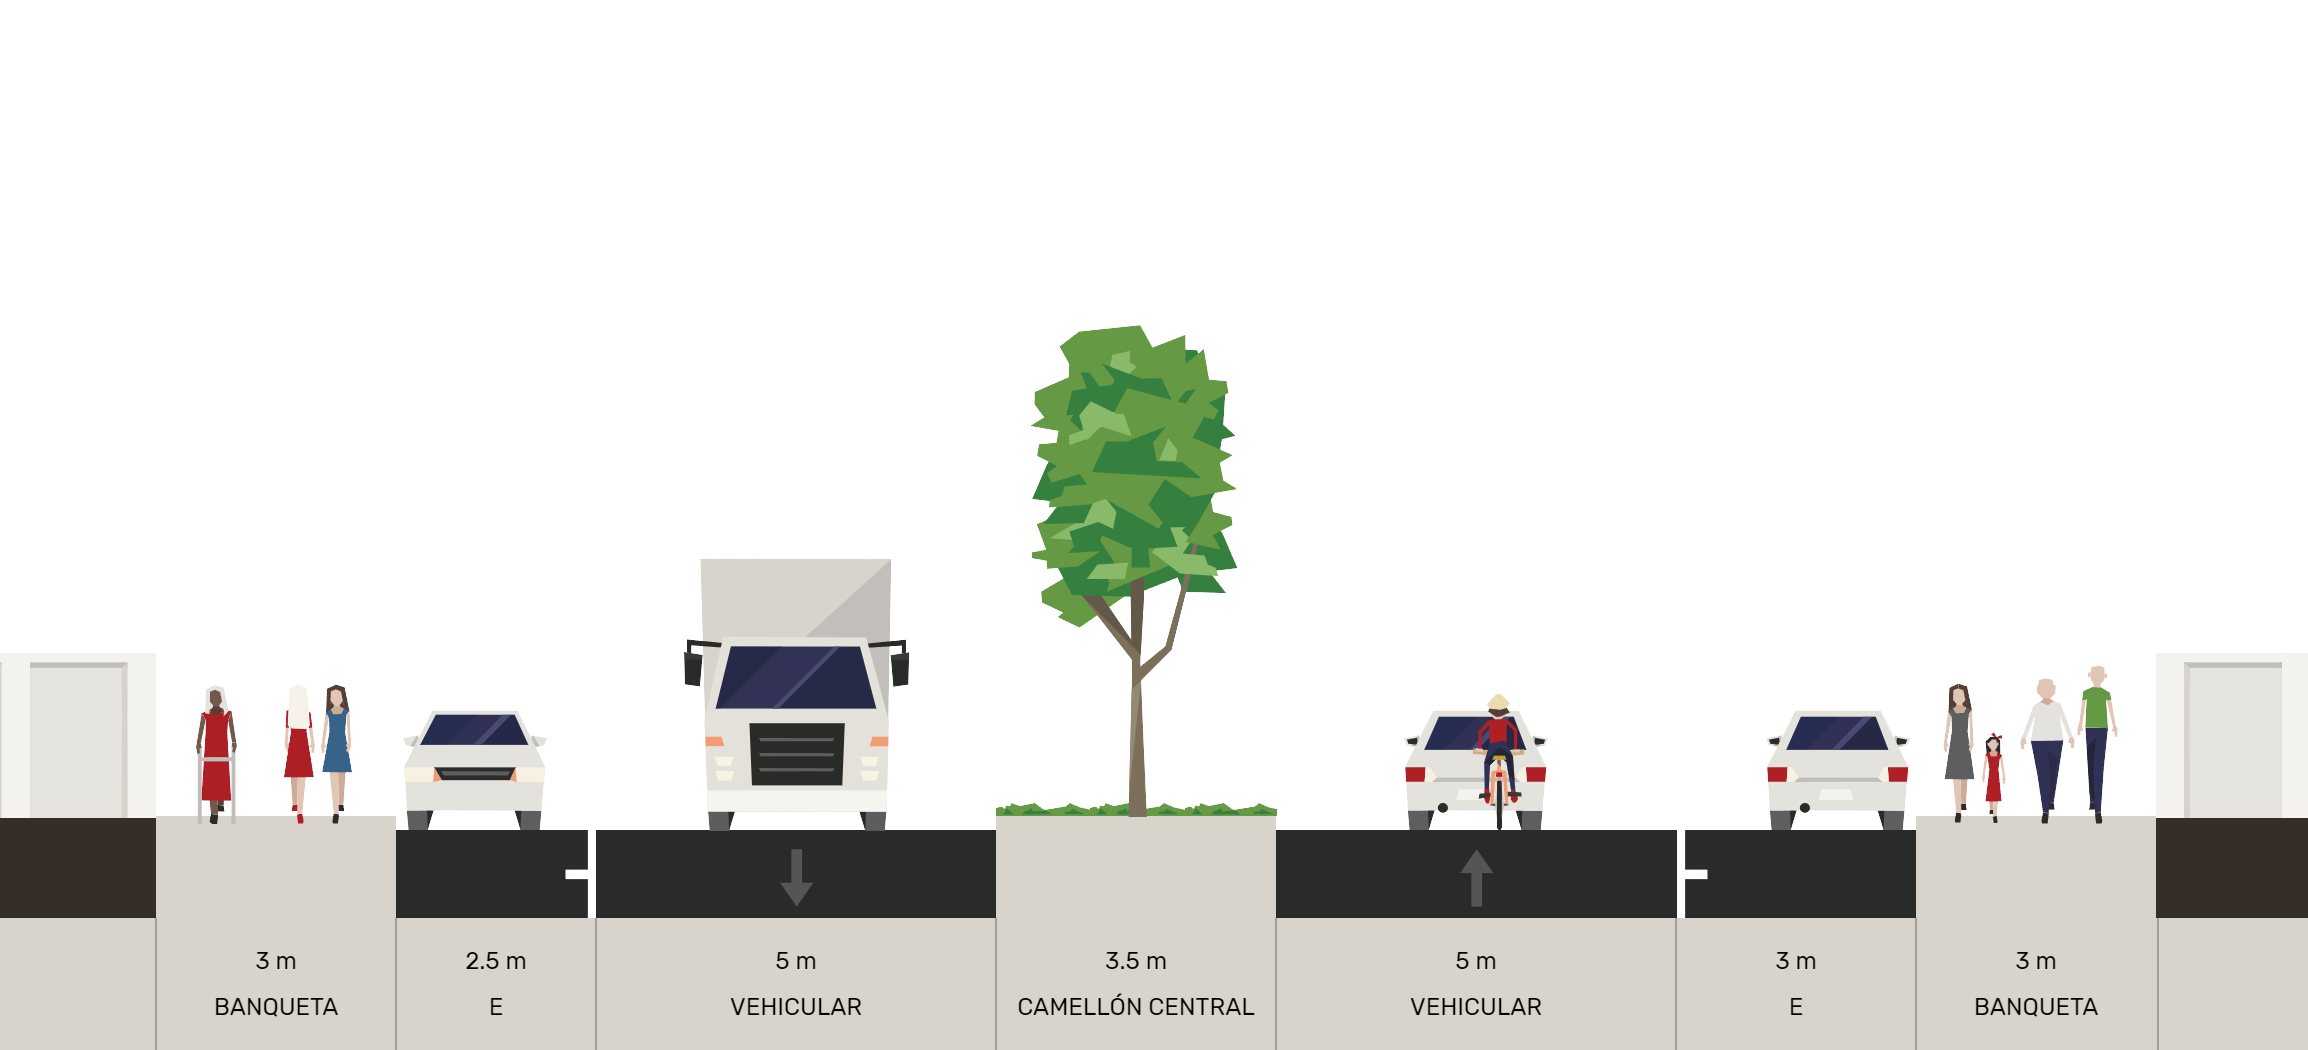 3 m
BANQUETA
2.5 m
E
5 m
VEHICULAR
3.5 m
CAMELLÓN CENTRAL
5 m
VEHICULAR
3 m
E
3 m
BANQUETA